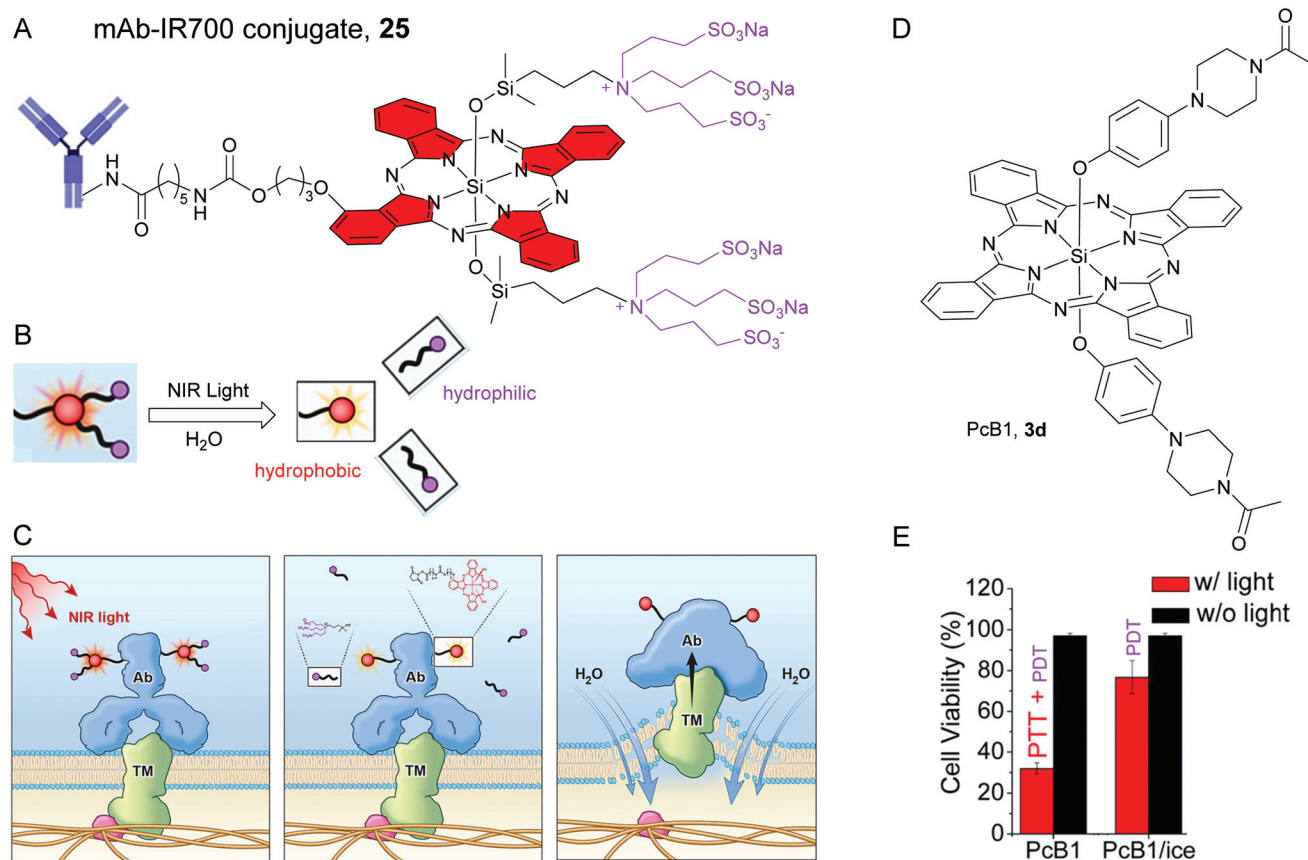 A
mAb-IR700 conjugate, 25
SO₃Na
SO₃Na
SO₃⁻
Si
N
+
O
H
N
O
( )₅
N
H
O
O
( )₃
O
N
N
N
N
Si
N
N
N
N
O
Si
N
+
SO₃Na
SO₃Na
SO₃⁻
B
NIR Light
H₂O
hydrophilic
hydrophobic
C
NIR light
Ab
TM
Ab
TM
Ab
TM
H₂O
H₂O
D
O
N
N
O
N
N
N
N
Si
N
N
N
N
O
N
N
O
PcB1, 3d
E
Cell Viability (%)
120
100
80
60
40
20
0
PTT + PDT
PDT
w/ light
w/o light
PcB1
PcB1/ice